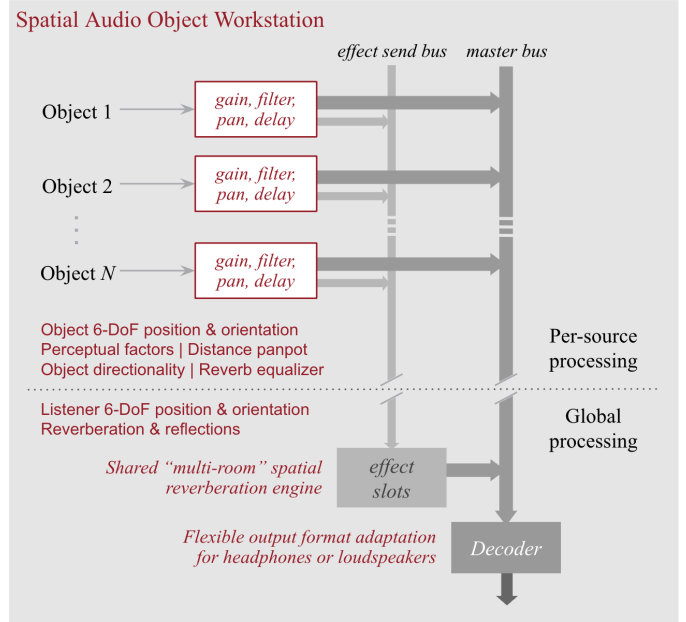 Spatial Audio Object Workstation
effect send bus
master bus
Object 1
gain, filter,
pan, delay
Object 2
gain, filter,
pan, delay
Object N
gain, filter,
pan, delay
Object 6-DoF position & orientation
Perceptual factors | Distance panpot
Object directionality | Reverb equalizer
Per-source
processing
Listener 6-DoF position & orientation
Reverberation & reflections
Global
processing
Shared “multi-room” spatial
reverberation engine
effect
slots
Flexible output format adaptation
for headphones or loudspeakers
Decoder